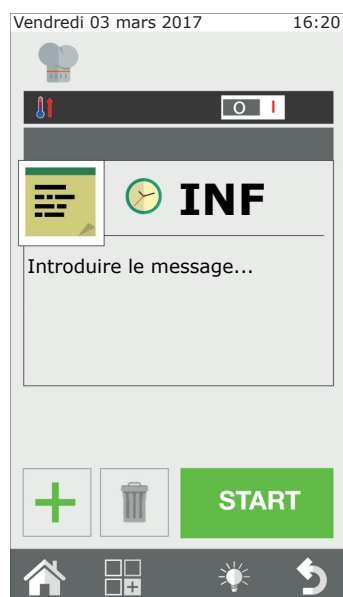 Vendredi 03 mars 2017 16:20
O I
INF
Introduire le message...
START